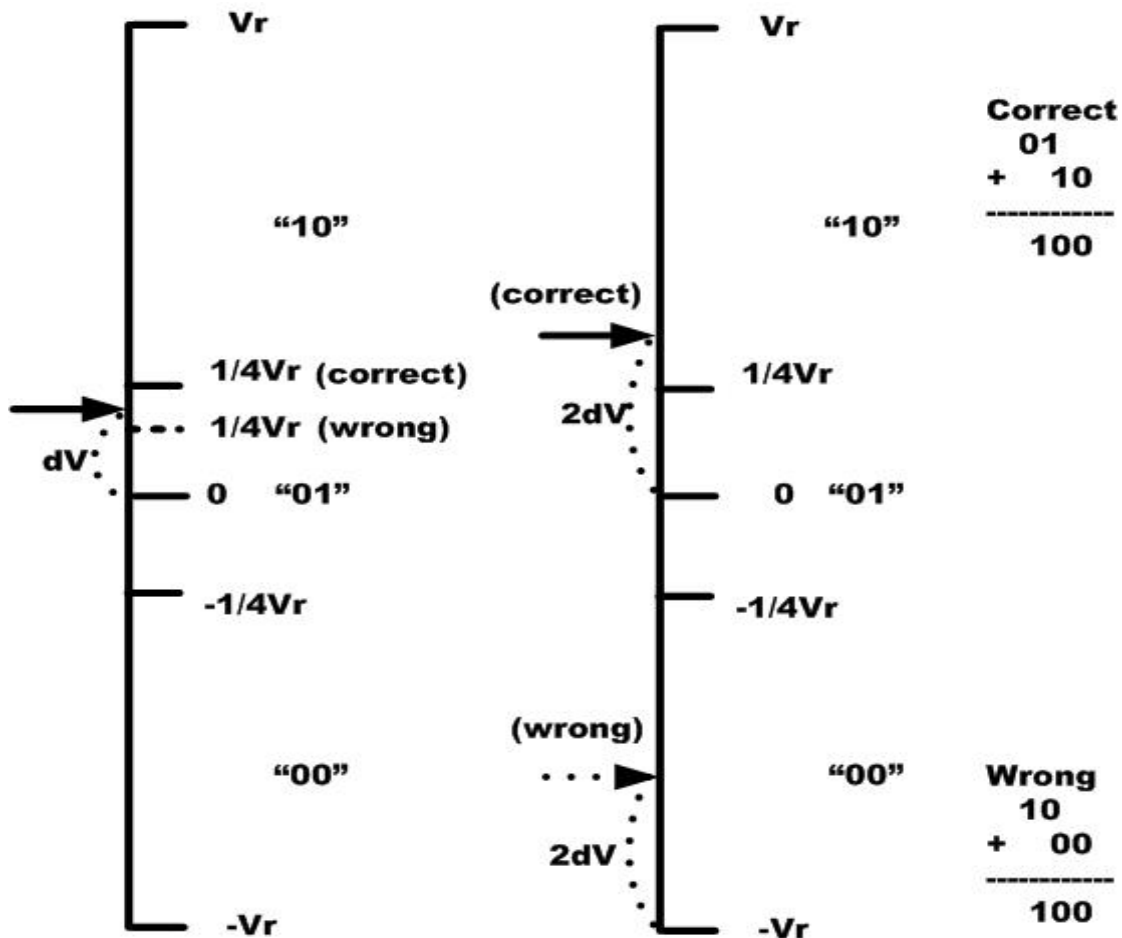 Vr
"10"
1/4Vr (correct)
1/4Vr (wrong)
dV
0 "01"
-1/4Vr
"00"
-Vr
Vr
"10"
(correct)
1/4Vr
2dV
0 "01"
-1/4Vr
(wrong)
"00"
2dV
-Vr
Correct
01
+ 10
------------
100
Wrong
10
+ 00
------------
100